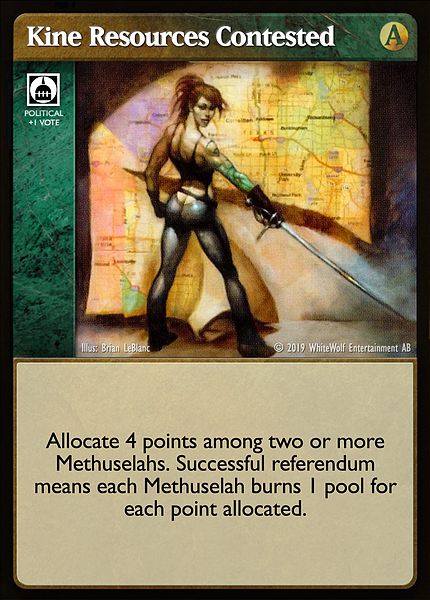 Kine Resources Contested
A
POLITICAL
+1 VOTE
Illus: Brian LeBlanc
© 2019 WhiteWolf Entertainment AB
Allocate 4 points among two or more
Methuselahs. Successful referendum
means each Methuselah burns 1 pool for
each point allocated.